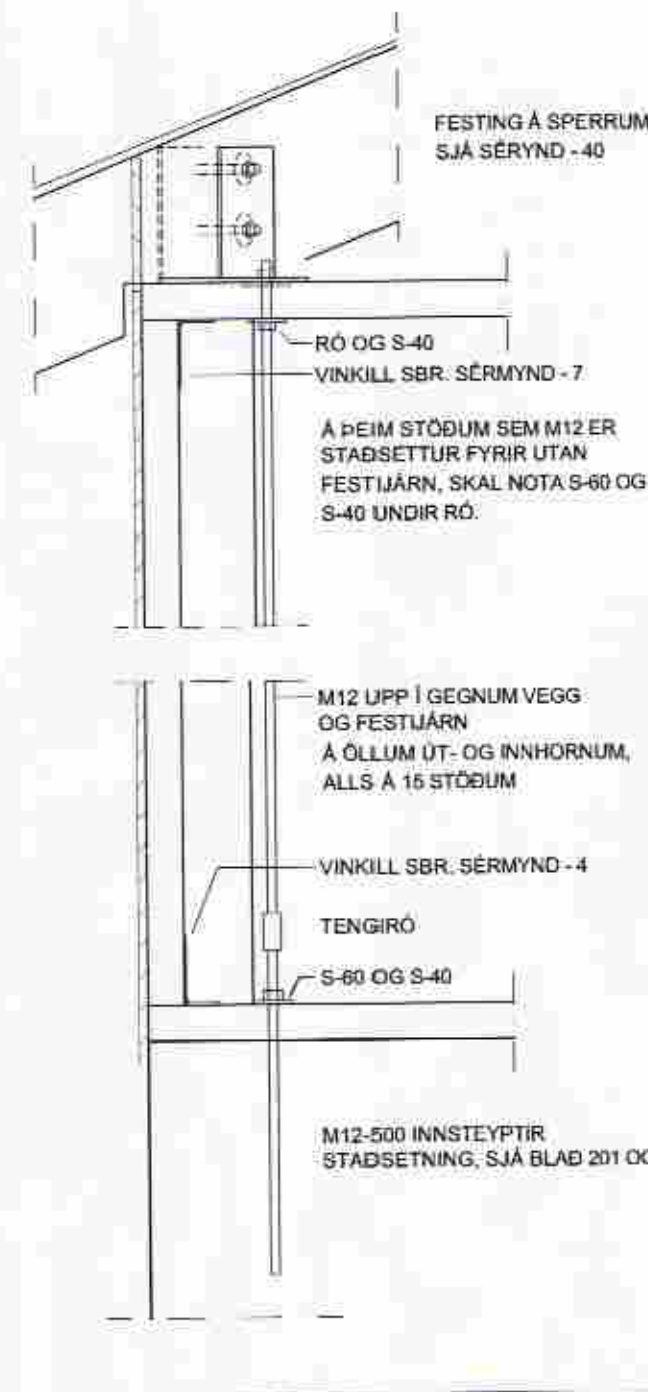 FESTING Á SPERRUM
SJÁ SÉRYND - 40
RÓ OG S-40
VINKILL SBR. SÉRMYND - 7
Á ÞEIM STÖÐUM SEM M12 ER
STAÐSETTUR FYRIR UTAN
FESTIJÁRN, SKAL NOTA S-60 OG
S-40 UNDIR RÓ.
M12 UPP Í GEGNUM VEGG
OG FESTIJÁRN
Á ÖLLUM ÚT- OG INNHORNUM,
ALLS Á 15 STÖÐUM
VINKILL SBR. SÉRMYND - 4
TENGIRÓ
S-60 OG S-40
M12-500 INNSTEYPTIR
STAÐSETNING, SJÁ BLAÐ 201 OG